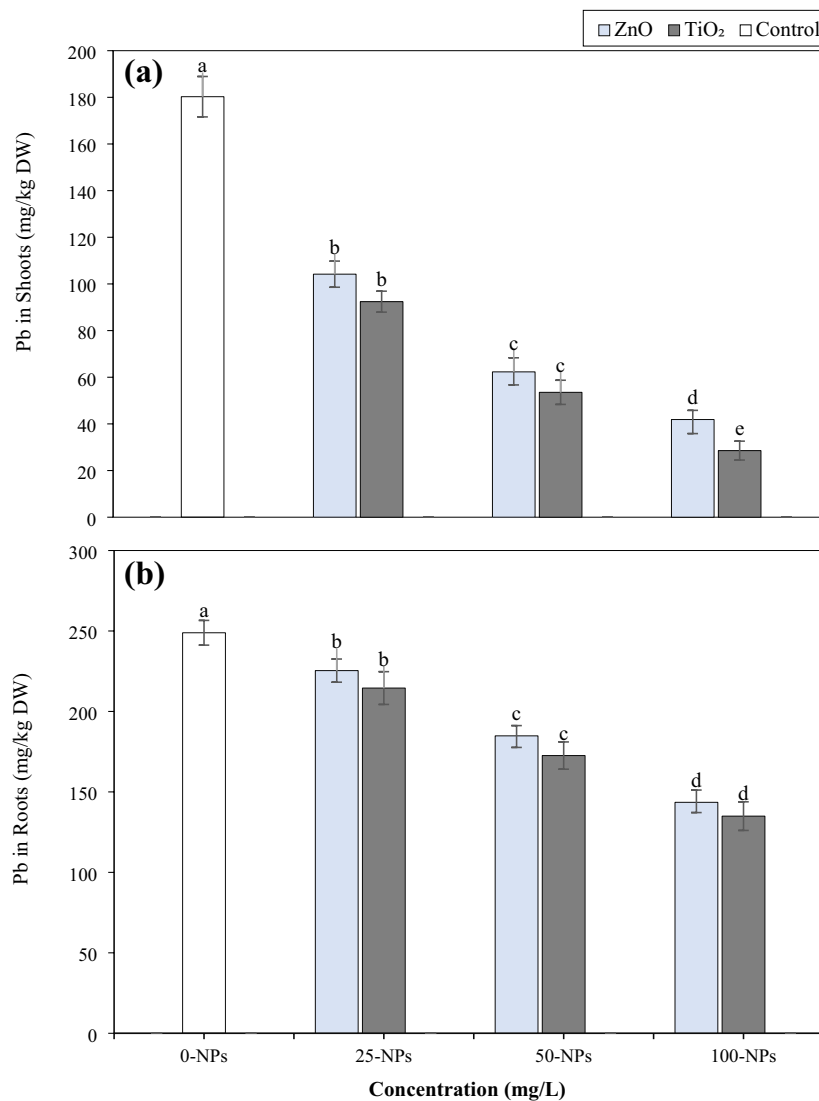 ZnO TiO₂ Control
(a)
Pb in Shoots (mg/kg DW)
200
180
160
140
120
100
80
60
40
20
0
a
b
b
c
c
d
e
(b)
Pb in Roots (mg/kg DW)
300
250
200
150
100
50
0
a
b
b
c
c
d
d
0-NPs 25-NPs 50-NPs 100-NPs
Concentration (mg/L)